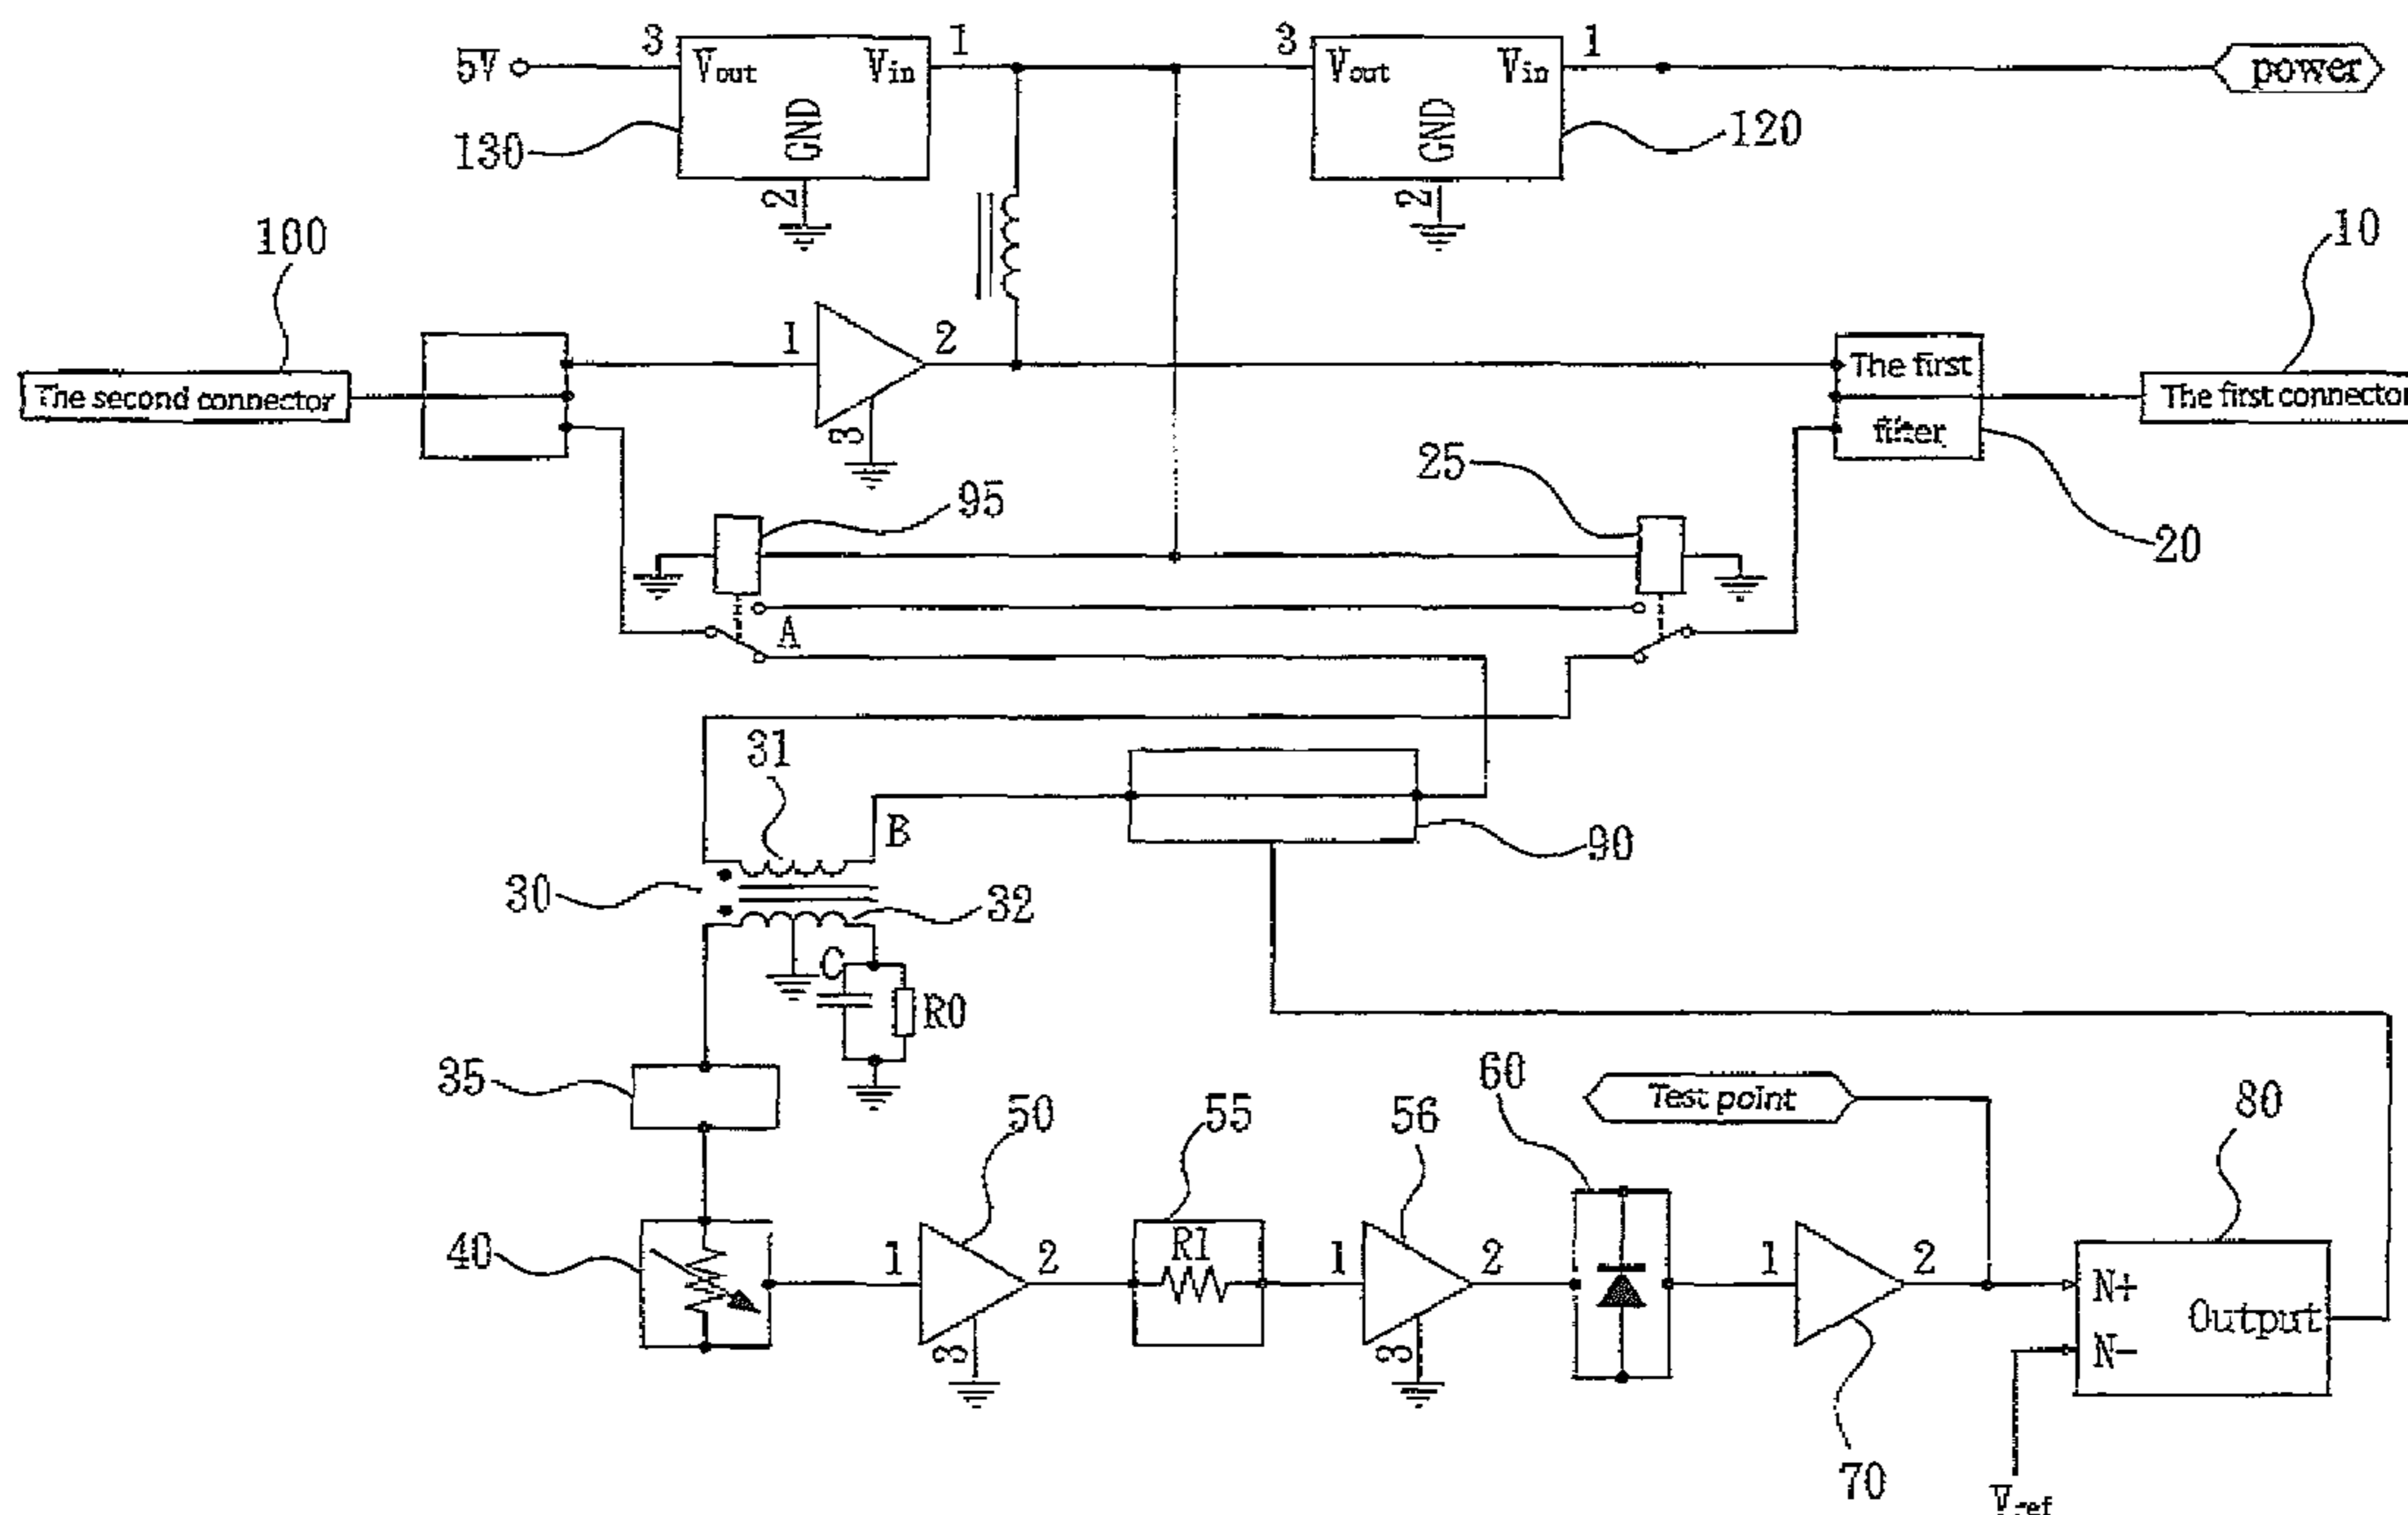 5V
3
Vout
Vin
GND
2
1
130
3
Vout
Vin
GND
2
1
120
power
100
The second connector
1
2
3
The first
filter
10
The first connector
20
95
25
A
31
B
90
30
32
C
R0
35
40
1
50
2
3
55
R1
1
56
2
3
60
Test point
1
2
70
80
N+
N-
Output
Vref